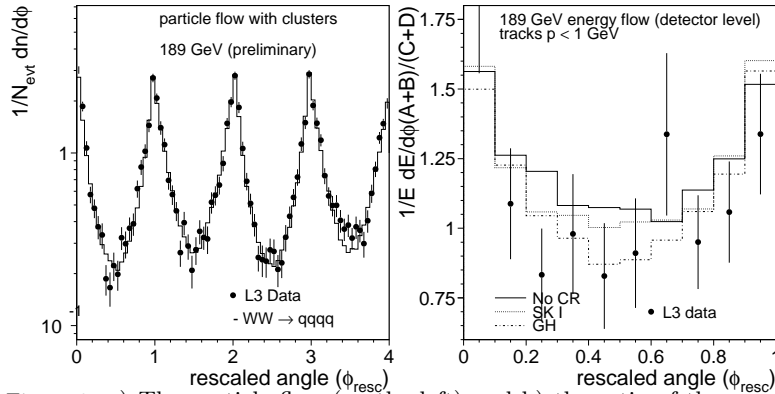 particle flow with clusters
189 GeV (preliminary)
1/N_evt dn/dφ
1
10
L3 Data
- WW → qqqq
0 1 2 3 4
rescaled angle (φ_resc)
189 GeV energy flow (detector level)
tracks p < 1 GeV
1/E dE/dφ(A+B)/(C+D)
1.75
1.5
1.25
1
0.75
No CR
SK I
GH
L3 data
0 0.2 0.4 0.6 0.8 1
rescaled angle (φ_resc)